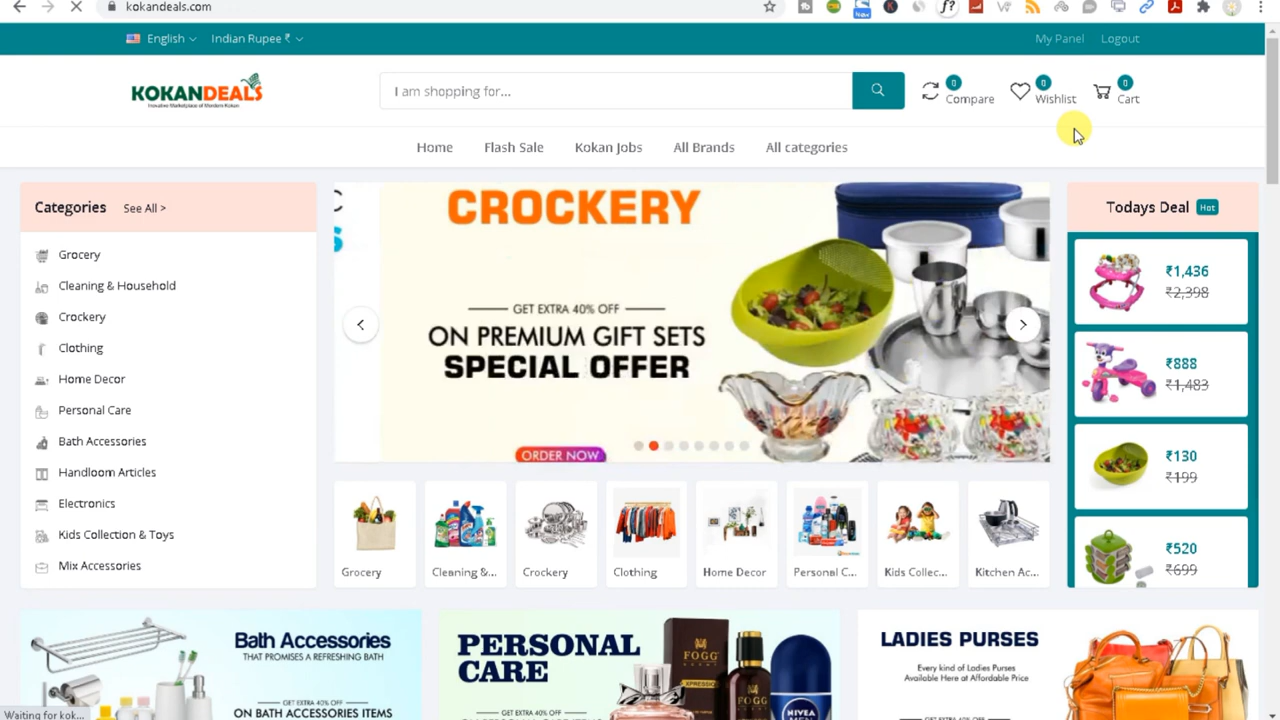 kokandeals.com
English
Indian Rupee ₹
My Panel
Logout
KOKANDEALS
I am shopping for...
0
Compare
0
Wishlist
0
Cart
Home
Flash Sale
Kokan Jobs
All Brands
All categories
Categories
See All >
Grocery
Cleaning & Household
Crockery
Clothing
Home Decor
Personal Care
Bath Accessories
Handloom Articles
Electronics
Kids Collection & Toys
Mix Accessories
CROCKERY
GET EXTRA 40% OFF
ON PREMIUM GIFT SETS
SPECIAL OFFER
ORDER NOW
Todays Deal Hot
₹1,436
₹2,398
₹888
₹1,483
₹130
₹199
₹520
₹699
Grocery
Cleaning &...
Crockery
Clothing
Home Decor
Personal C...
Kids Collec...
Kitchen Ac...
Bath Accessories
THAT PROMISES A REFRESHING BATH
GET EXTRA 40% OFF
ON BATH ACCESSORIES ITEMS
PERSONAL
CARE
FOGG
NIVEA
MEN
LADIES PURSES
Every kind of Ladies Purses
Available Here at Affordable Price
Waiting for kok...